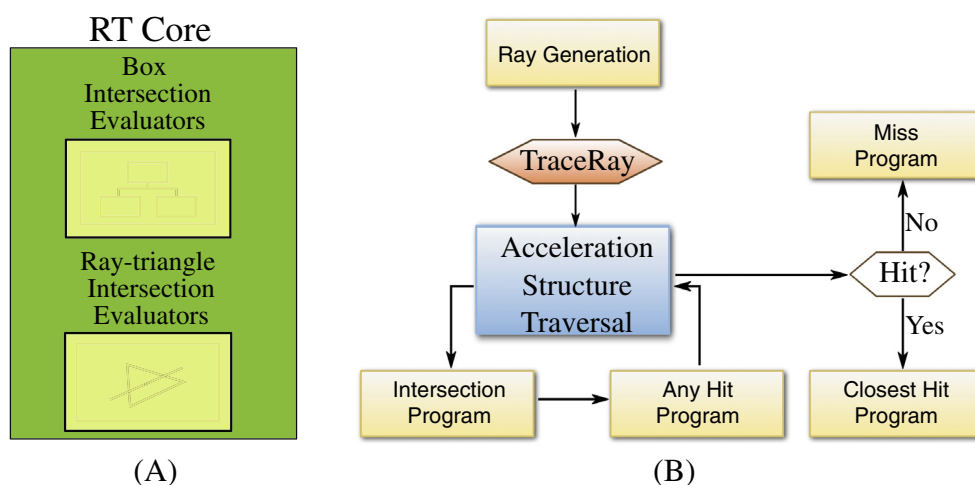 RT Core
Box
Intersection
Evaluators
Ray-triangle
Intersection
Evaluators
(A)
Ray Generation
TraceRay
Acceleration
Structure
Traversal
Intersection
Program
Any Hit
Program
Hit?
No
Miss
Program
Yes
Closest Hit
Program
(B)